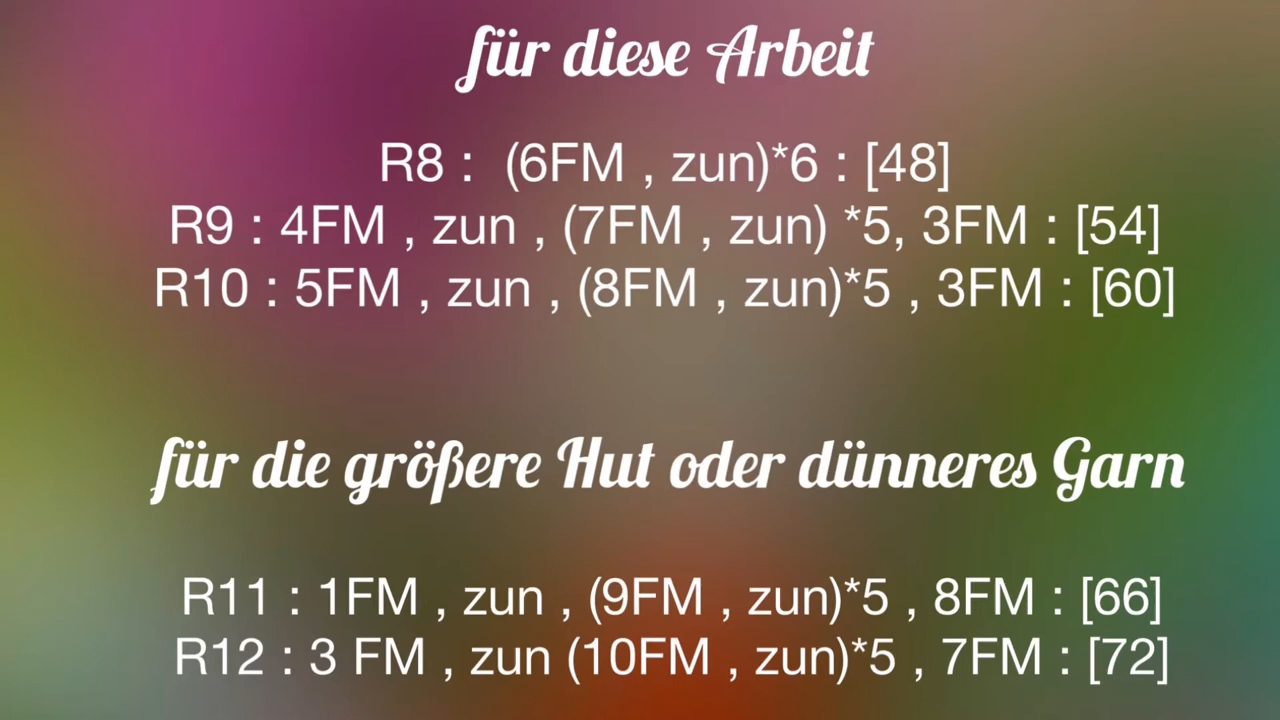 für diese Arbeit
R8 : (6FM , zun)*6 : [48]
R9 : 4FM , zun , (7FM , zun) *5, 3FM : [54]
R10 : 5FM , zun , (8FM , zun)*5 , 3FM : [60]
für die größere Hut oder dünneres Garn
R11 : 1FM , zun , (9FM , zun)*5 , 8FM : [66]
R12 : 3 FM , zun (10FM , zun)*5 , 7FM : [72]